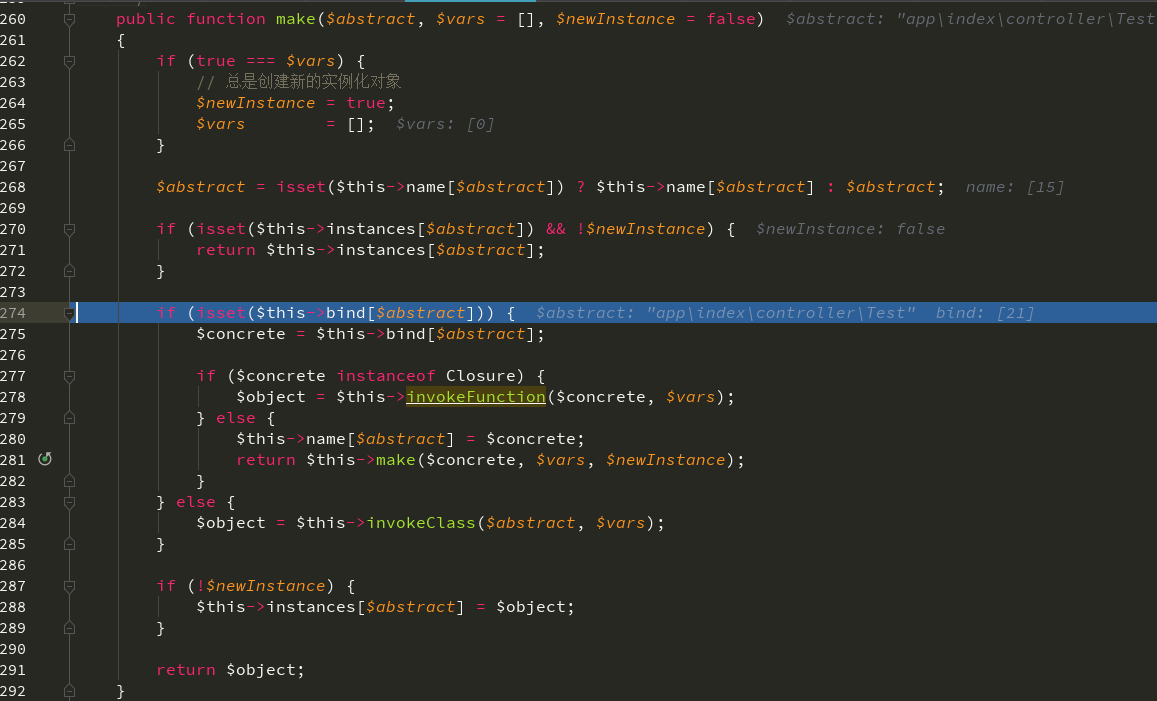 260 public function make($abstract, $vars = [], $newInstance = false)  $abstract: "app\index\controller\Test
261 {
262     if (true === $vars) {
263         // 总是创建新的实例化对象
264         $newInstance = true;
265         $vars        = [];  $vars: [0]
266     }
267
268     $abstract = isset($this->name[$abstract]) ? $this->name[$abstract] : $abstract;  name: [15]
269
270     if (isset($this->instances[$abstract]) && !$newInstance) {  $newInstance: false
271         return $this->instances[$abstract];
272     }
273
274     if (isset($this->bind[$abstract])) {  $abstract: "app\index\controller\Test"  bind: [21]
275         $concrete = $this->bind[$abstract];
276
277         if ($concrete instanceof Closure) {
278             $object = $this->invokeFunction($concrete, $vars);
279         } else {
280             $this->name[$abstract] = $concrete;
281             return $this->make($concrete, $vars, $newInstance);
282         }
283     } else {
284         $object = $this->invokeClass($abstract, $vars);
285     }
286
287     if (!$newInstance) {
288         $this->instances[$abstract] = $object;
289     }
290
291     return $object;
292 }